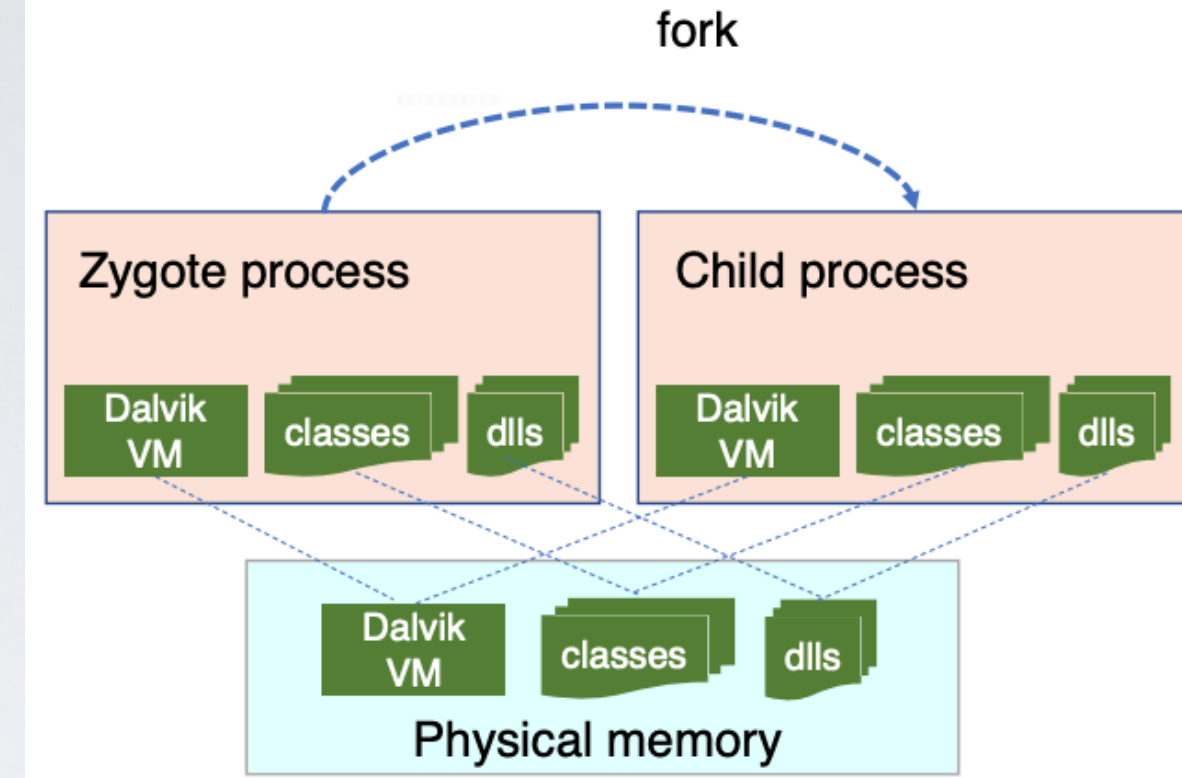 fork
Zygote process
Child process
Dalvik
VM
classes
dlls
Dalvik
VM
classes
dlls
Dalvik
VM
classes
dlls
Physical memory